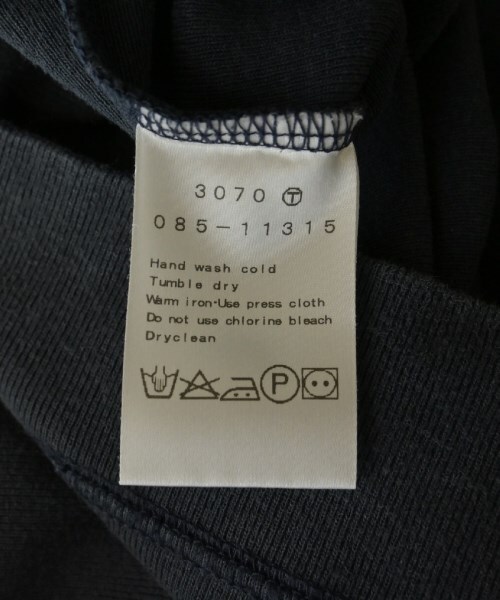 3070 Ⓣ
085-11315
Hand wash cold
Tumble dry
Warm iron·Use press cloth
Do not use chlorine bleach
Dryclean
P